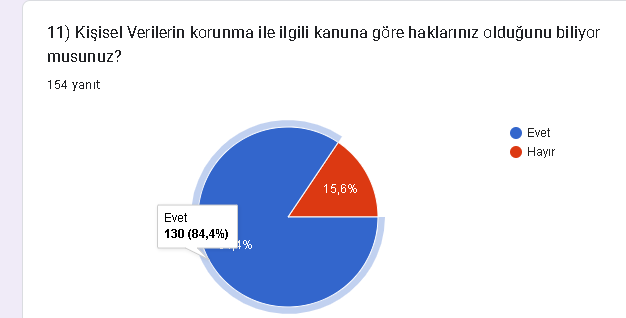 11) Kişisel Verilerin korunma ile ilgili kanuna göre haklarınız olduğunu biliyor
musunuz?
154 yanıt
Evet
Hayır
15,6%
Evet
130 (84,4%)